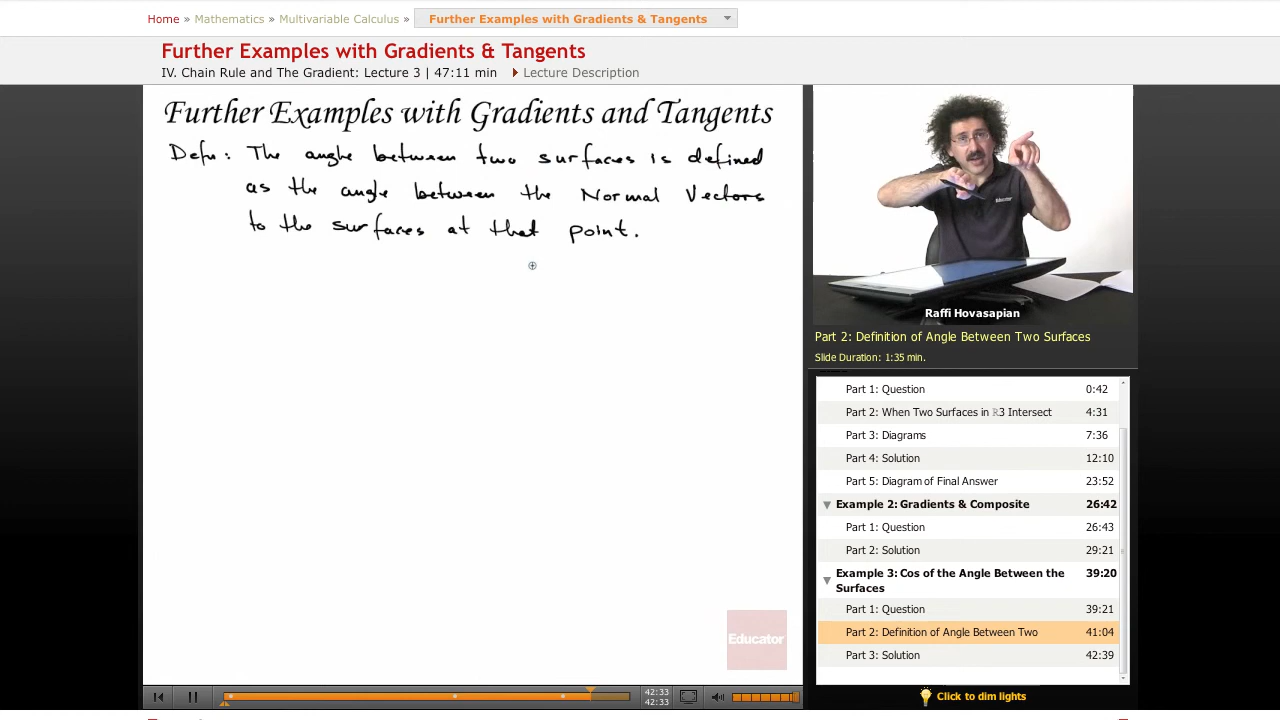 Home » Mathematics » Multivariable Calculus » Further Examples with Gradients & Tangents
Further Examples with Gradients & Tangents
IV. Chain Rule and The Gradient: Lecture 3 | 47:11 min Lecture Description
Further Examples with Gradients and Tangents
Defn: The angle between two surfaces is defined
as the angle between the Normal Vectors
to the surfaces at that point.
Educator
Raffi Hovasapian
Part 2: Definition of Angle Between Two Surfaces
Slide Duration: 1:35 min.
Part 1: Question 0:42
Part 2: When Two Surfaces in ℝ3 Intersect 4:31
Part 3: Diagrams 7:36
Part 4: Solution 12:10
Part 5: Diagram of Final Answer 23:52
Example 2: Gradients & Composite 26:42
Part 1: Question 26:43
Part 2: Solution 29:21
Example 3: Cos of the Angle Between the 39:20
Surfaces
Part 1: Question 39:21
Part 2: Definition of Angle Between Two 41:04
Part 3: Solution 42:39
42:33
42:33
Click to dim lights